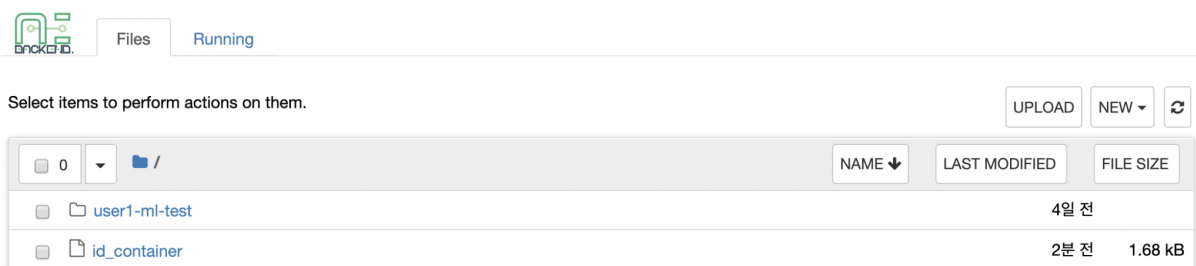 BACKEND.AI
Files
Running
Select items to perform actions on them.
UPLOAD
NEW
0
/
NAME
LAST MODIFIED
FILE SIZE
user1-ml-test
4일 전
id_container
2분 전
1.68 kB